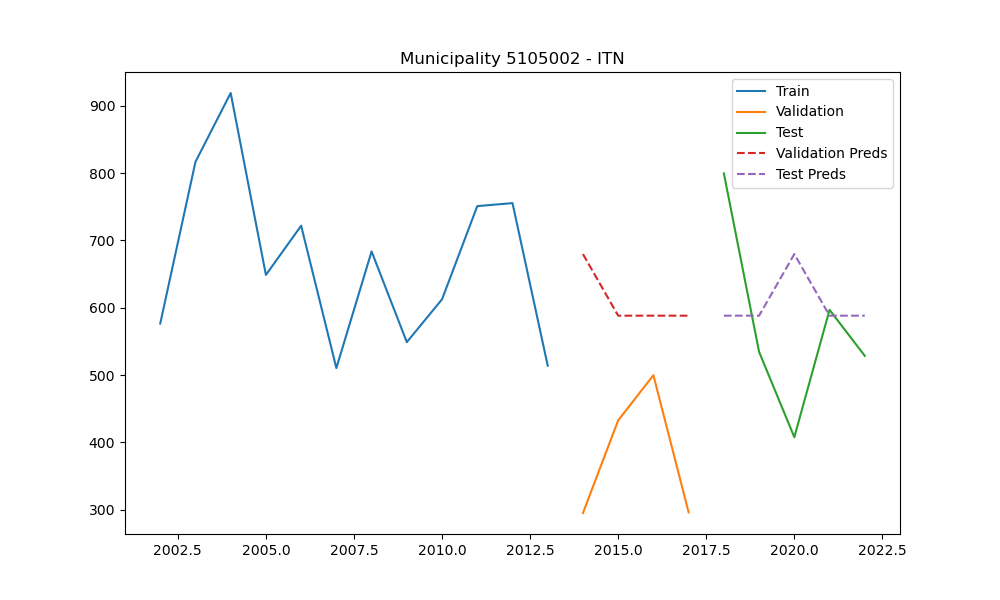 Municipality 5105002 - ITN
Train
Validation
Test
Validation Preds
Test Preds
900
800
700
600
500
400
300
2002.5 2005.0 2007.5 2010.0 2012.5 2015.0 2017.5 2020.0 2022.5